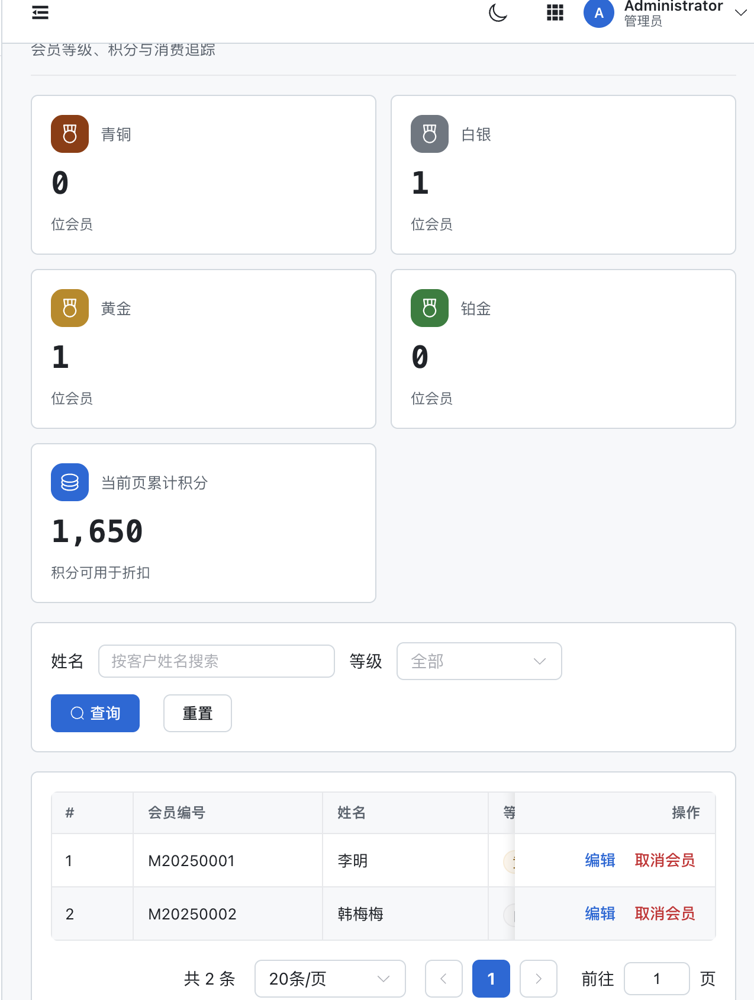 Administrator
A
管理员
会员等级、积分与消费追踪
青铜
0
位会员
白银
1
位会员
黄金
1
位会员
铂金
0
位会员
当前页累计积分
1,650
积分可用于折扣
姓名 按客户姓名搜索 等级 全部
查询 重置
# 会员编号 姓名 等 操作
1 M20250001 李明 编辑 取消会员
2 M20250002 韩梅梅 编辑 取消会员
共 2 条 20条/页 1 前往 1 页